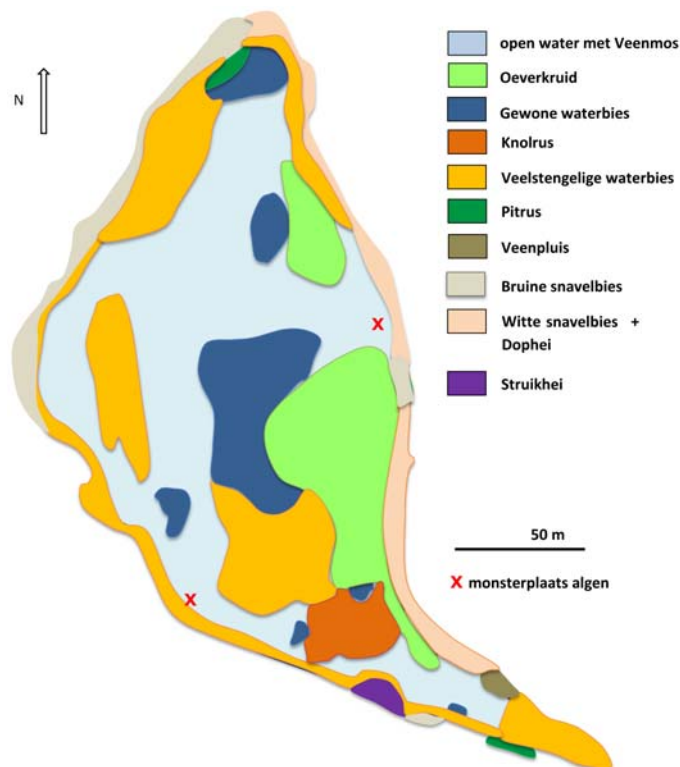 N
open water met Veenmos
Oeverkruid
Gewone waterbies
Knolrus
Veelstengelige waterbies
Pitrus
Veenpluis
Bruine snavelbies
Witte snavelbies +
Dophei
Struikhei
50 m
X monsterplaats algen
X
X